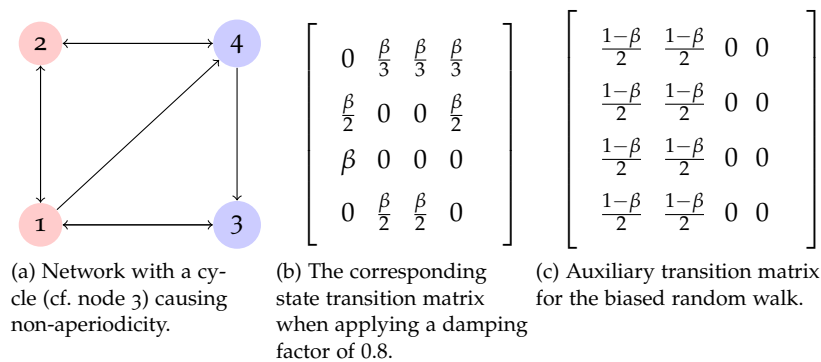 2 4
1 3
0 β/3 β/3 β/3
β/2 0 0 β/2
β 0 0 0
0 β/2 β/2 0
1−β/2 1−β/2 0 0
1−β/2 1−β/2 0 0
1−β/2 1−β/2 0 0
1−β/2 1−β/2 0 0
(a) Network with a cy-
cle (cf. node 3) causing
non-aperiodicity.
(b) The corresponding
state transition matrix
when applying a damping
factor of 0.8.
(c) Auxiliary transition matrix
for the biased random walk.